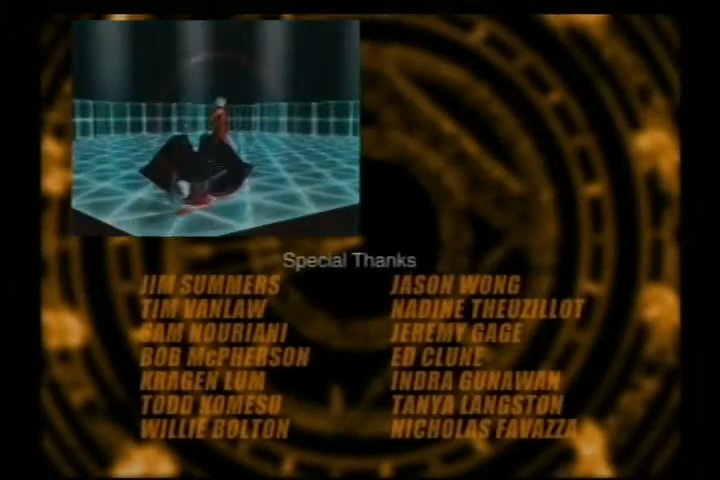 Special Thanks
JIM SUMMERS
TIM VANLAW
SAM NOURIANI
BOB McPHERSON
KRAGEN LUM
TODD KOMESU
WILLIE BOLTON
JASON WONG
NADINE THEUZILLOT
JEREMY GAGE
ED CLUNE
INDRA GUNAWAN
TANYA LANGSTON
NICHOLAS FAVAZZA